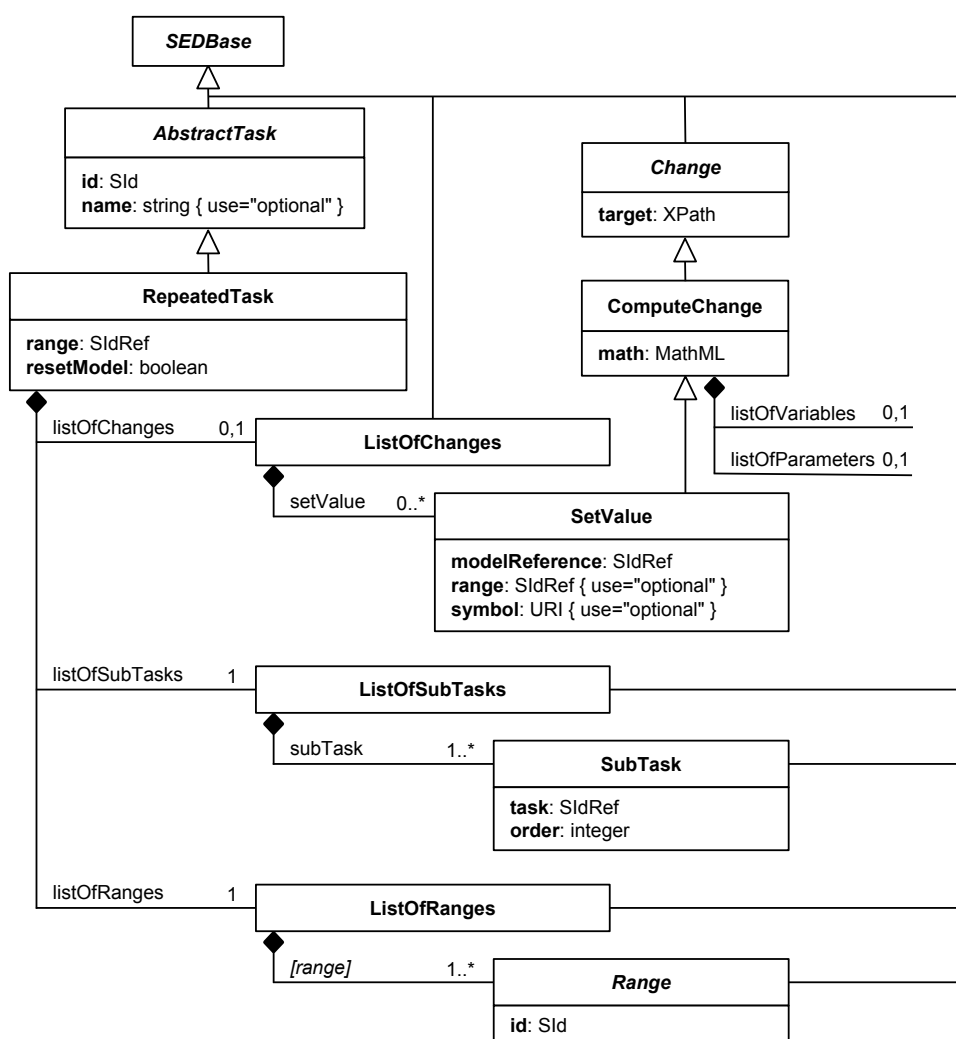 SEDBase
AbstractTask
id: SId
name: string { use="optional" }
Change
target: XPath
RepeatedTask
range: SIdRef
resetModel: boolean
ComputeChange
math: MathML
listOfVariables 0,1
listOfParameters 0,1
listOfChanges 0,1
ListOfChanges
setValue 0..*
SetValue
modelReference: SIdRef
range: SIdRef { use="optional" }
symbol: URI { use="optional" }
listOfSubTasks 1
ListOfSubTasks
subTask 1..*
SubTask
task: SIdRef
order: integer
listOfRanges 1
ListOfRanges
[range] 1..*
Range
id: SId